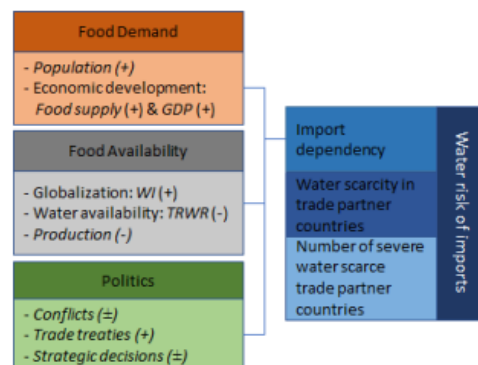 Food Demand
- Population (+)
- Economic development:
Food supply (+) & GDP (+)
Food Availability
- Globalization: WI (+)
- Water availability: TRWR (-)
- Production (-)
Politics
- Conflicts (±)
- Trade treaties (+)
- Strategic decisions (±)
Import
dependency
Water scarcity in
trade partner
countries
Number of severe
water scarce
trade partner
countries
Water risk of imports